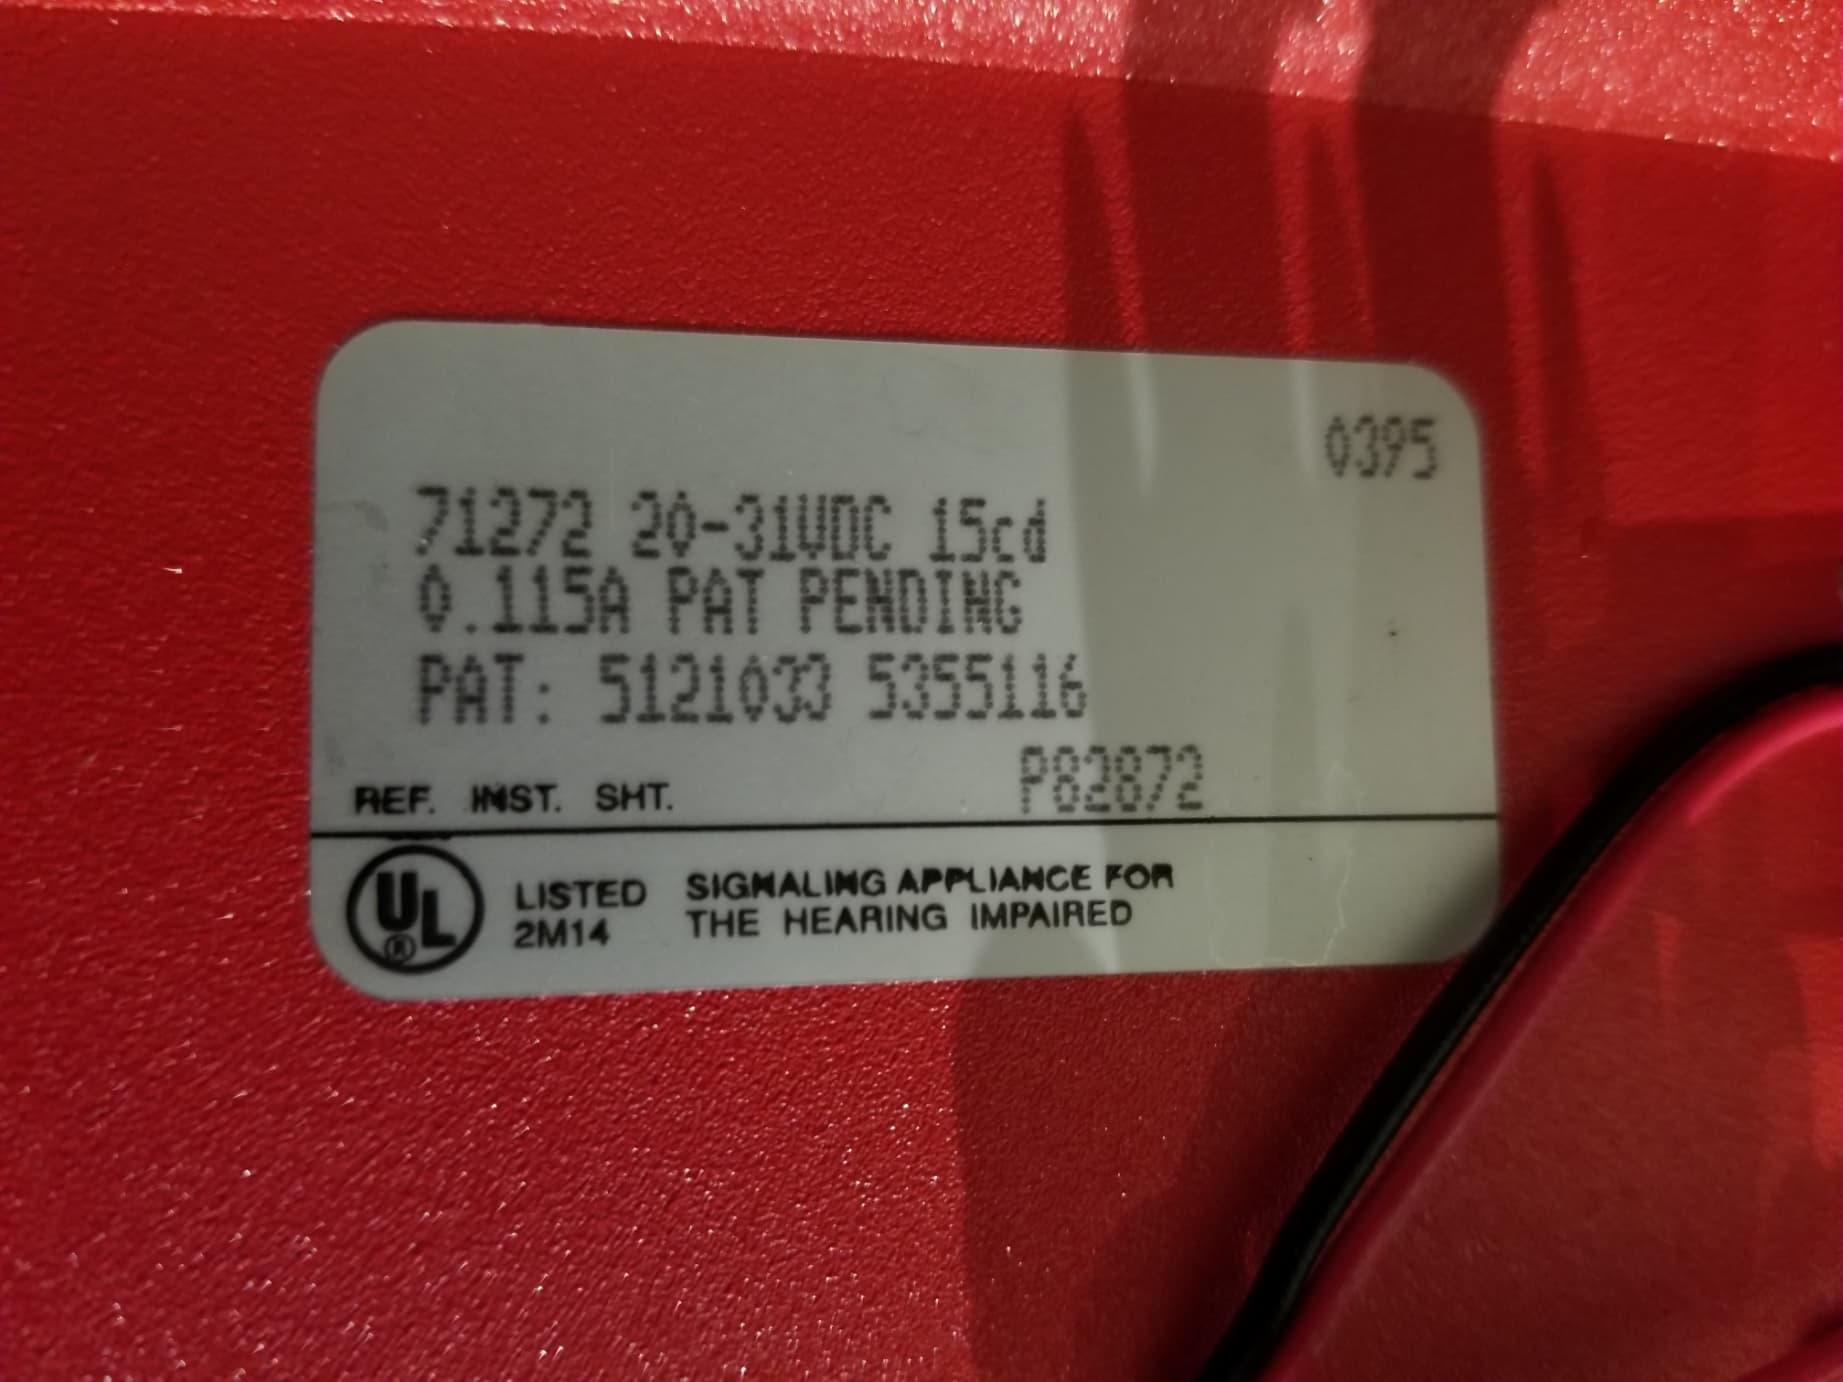 0395
71272 20-31VDC 15cd
0.115A PAT PENDING
PAT: 5121033 5355116
P82872
REF. INST. SHT.
UL
®
LISTED
2M14
SIGNALING APPLIANCE FOR
THE HEARING IMPAIRED